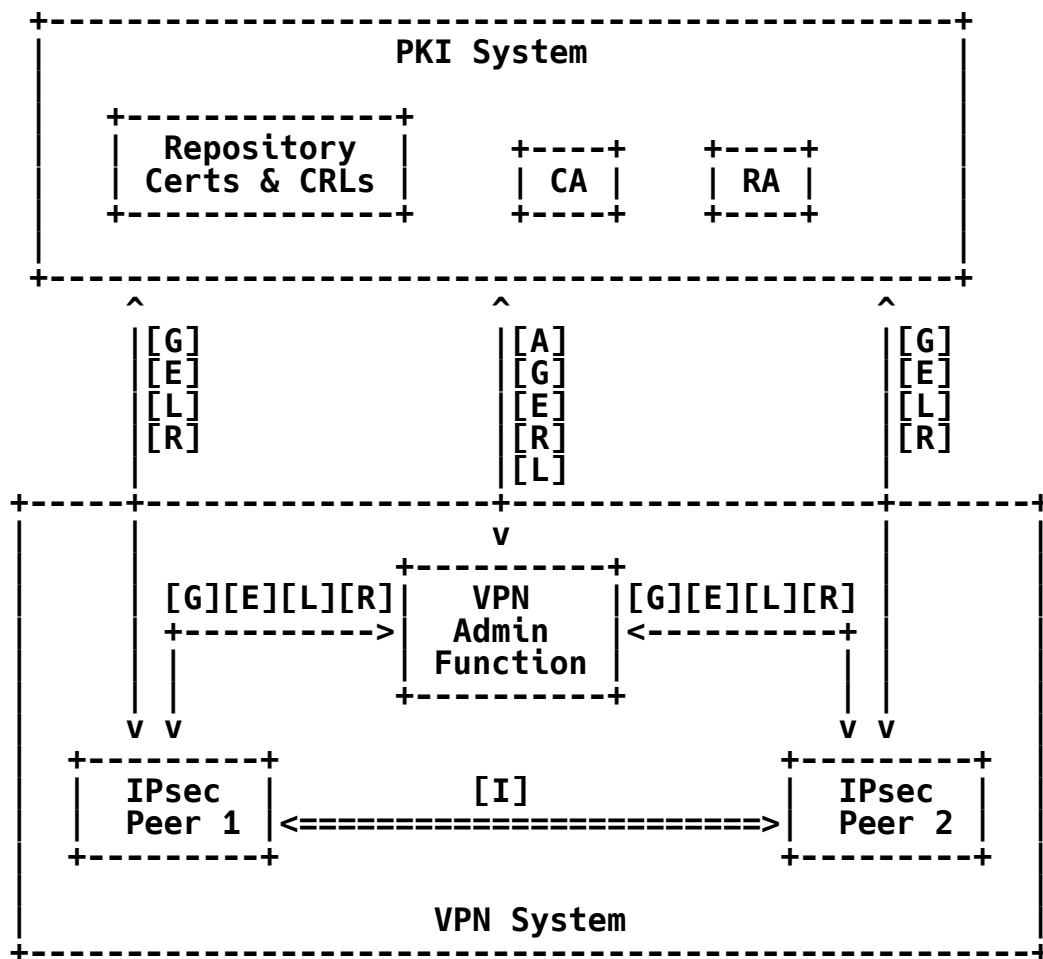 PKI System
Repository
Certs & CRLs
CA
RA
[G] [A] [G]
[E] [G] [E]
[L] [E] [L]
[R] [R] [R]
[L]
[G][E][L][R] VPN [G][E][L][R]
Admin
Function
IPsec [I] IPsec
Peer 1 Peer 2
VPN System